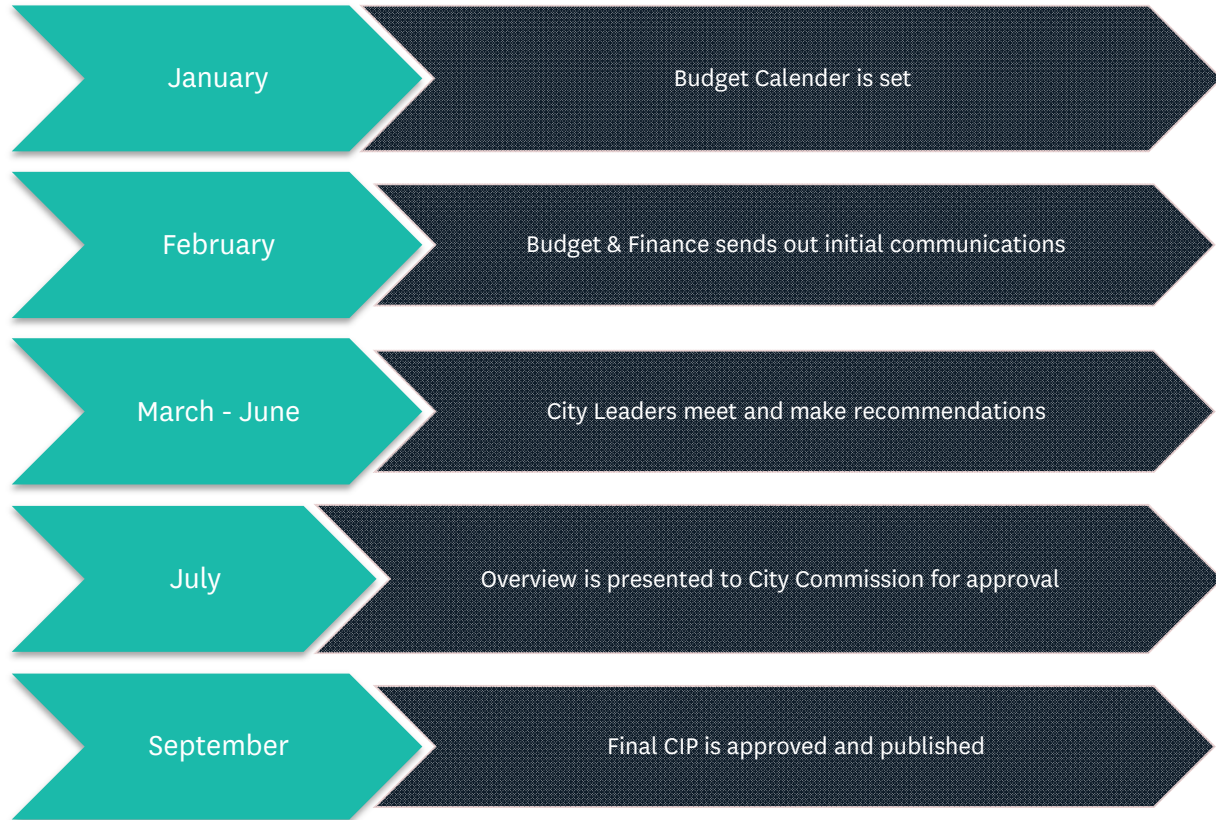 January
Budget Calender is set
February
Budget & Finance sends out initial communications
March - June
City Leaders meet and make recommendations
July
Overview is presented to City Commission for approval
September
Final CIP is approved and published